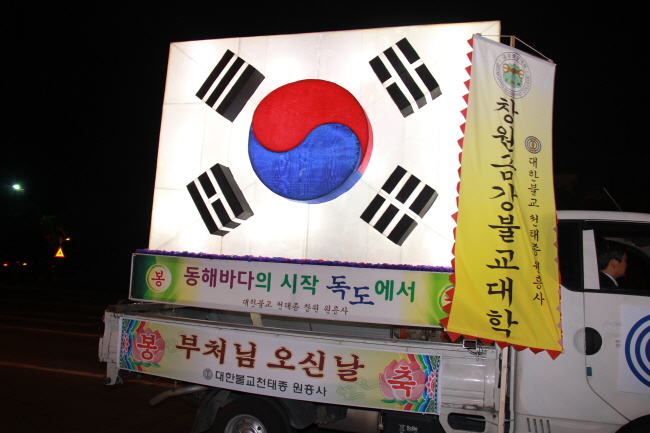 봉 동해바다의 시작 독도에서
대한불교 천태종 창원 원흥사
봉 부처님 오신날 축
대한불교천태종 원흥사
창원금강불교대학
대한불교 천태종 원흥사